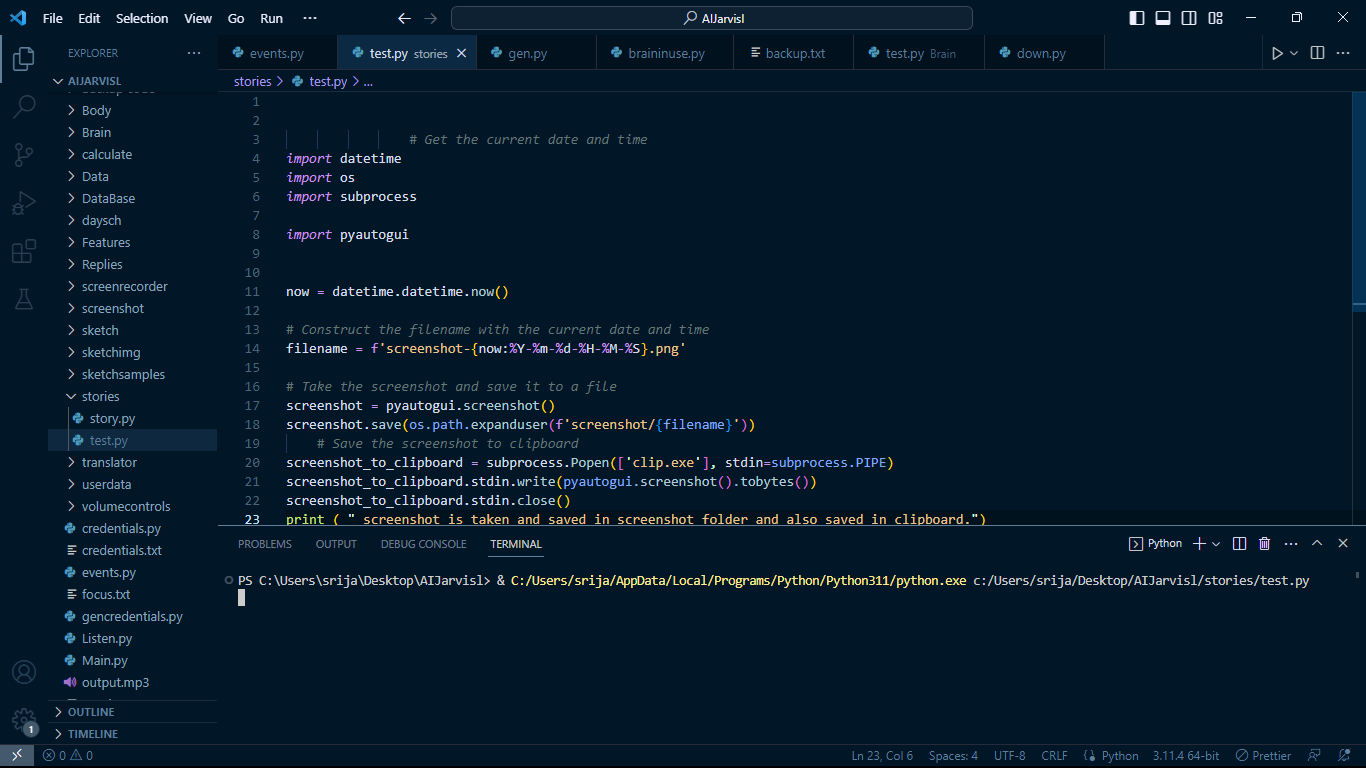 File Edit Selection View Go Run ··· AIJarvisl
EXPLORER ···
events.py test.py stories gen.py braininuse.py backup.txt test.py Brain down.py
AIJARVISL
stories > test.py > ...
Body
Brain
calculate
Data
DataBase
daysch
Features
Replies
screenrecorder
screenshot
sketch
sketchimg
sketchsamples
stories
story.py
test.py
translator
userdata
volumecontrols
credentials.py
credentials.txt
events.py
focus.txt
gencredentials.py
Listen.py
Main.py
output.mp3
OUTLINE
TIMELINE
1
2
3 # Get the current date and time
4 import datetime
5 import os
6 import subprocess
7
8 import pyautogui
9
10
11 now = datetime.datetime.now()
12
13 # Construct the filename with the current date and time
14 filename = f'screenshot-{now:%Y-%m-%d-%H-%M-%S}.png'
15
16 # Take the screenshot and save it to a file
17 screenshot = pyautogui.screenshot()
18 screenshot.save(os.path.expanduser(f'screenshot/{filename}'))
19 # Save the screenshot to clipboard
20 screenshot_to_clipboard = subprocess.Popen(['clip.exe'], stdin=subprocess.PIPE)
21 screenshot_to_clipboard.stdin.write(pyautogui.screenshot().tobytes())
22 screenshot_to_clipboard.stdin.close()
23 print ( " screenshot is taken and saved in screenshot folder and also saved in clipboard.")
PROBLEMS OUTPUT DEBUG CONSOLE TERMINAL Python
PS C:\Users\srija\Desktop\AIJarvisl> & C:/Users/srija/AppData/Local/Programs/Python/Python311/python.exe c:/Users/srija/Desktop/AIJarvisl/stories/test.py
1
0 0 Ln 23, Col 6 Spaces: 4 UTF-8 CRLF Python 3.11.4 64-bit Prettier